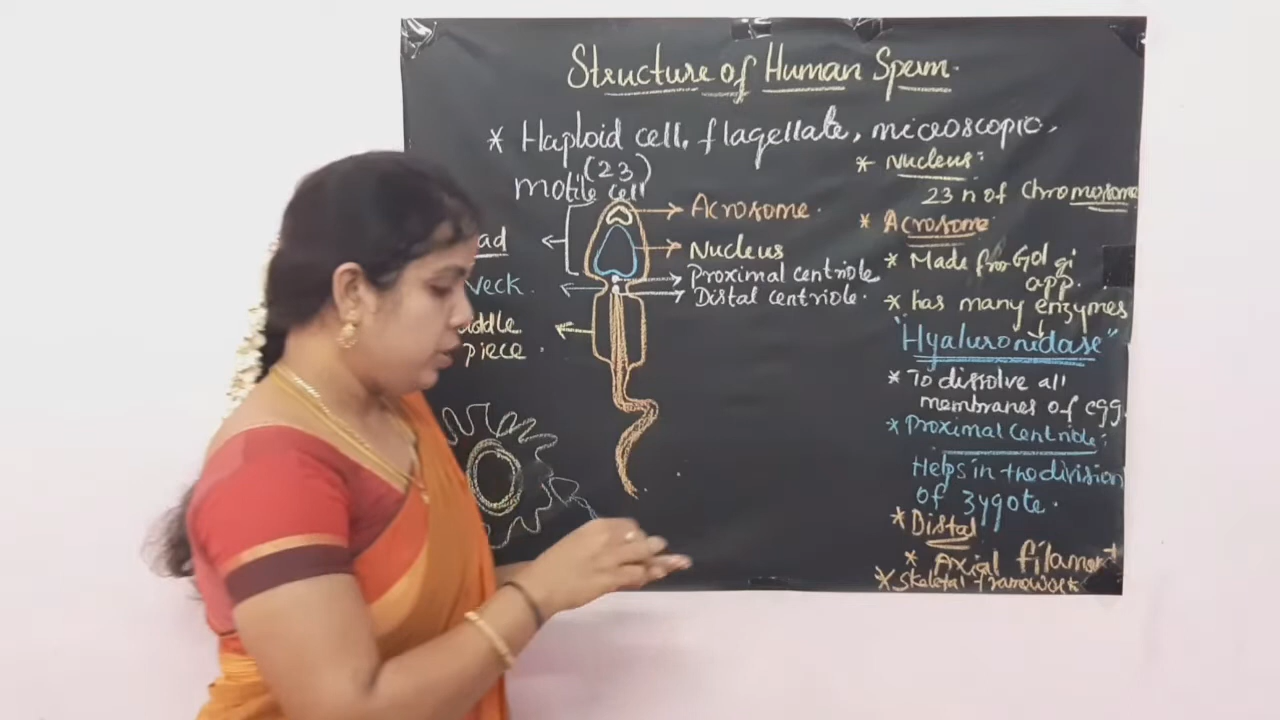 Structure of Human Sperm.
* Haploid cell, flagellate, microscopic,
(23)
motile cell
ad
Neck.
iddle
piece.
Acrosome.
Nucleus
Proximal centriole
Distal centriole.
* Nucleus:
23 n of chromosome
* Acrosome
* Made from Golgi
app.
* has many enzymes
"Hyaluronidase"
* To dissolve all
membranes of egg.
* Proximal Centriole:
Helps in the division
of zygote.
* Distal
* Axial filament
* Skeletal framework